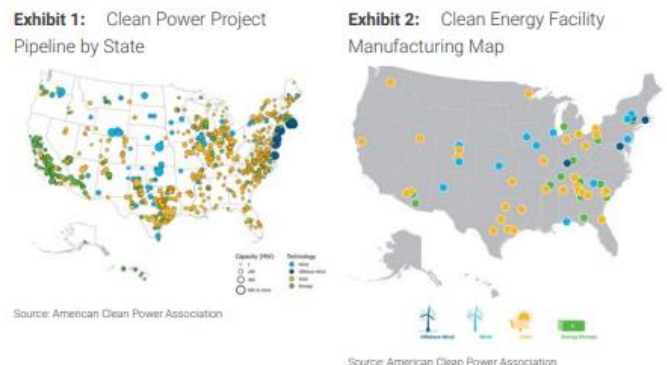 Exhibit 1: Clean Power Project
Pipeline by State
Capacity (MW)
Technology
Wind
Offshore Wind
Solar
Storage
Source: American Clean Power Association
Exhibit 2: Clean Energy Facility
Manufacturing Map
Offshore Wind
Wind
Solar
Energy Storage
Source: American Clean Power Association